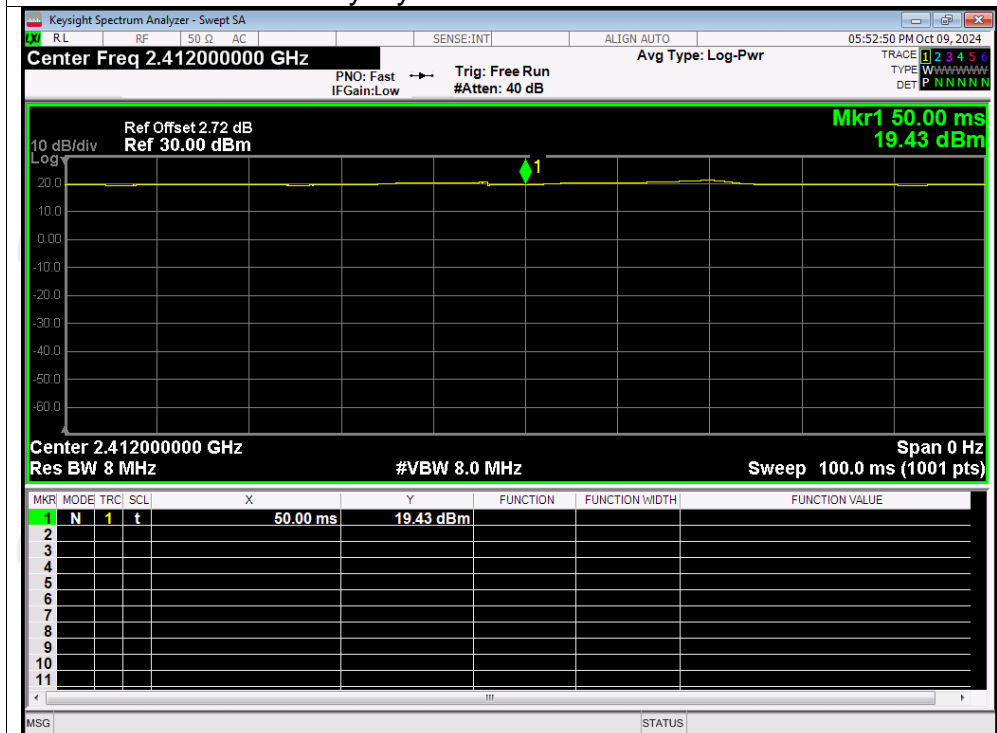 Keysight Spectrum Analyzer - Swept SA
LXI RL RF 50 Ω AC SENSE:INT ALIGN AUTO 05:52:50 PM Oct 09, 2024
Center Freq 2.412000000 GHz Avg Type: Log-Pwr TRACE 1 2 3 4 5 6
PNO: Fast Trig: Free Run TYPE WWWWWW
IFGain:Low #Atten: 40 dB DET P N N N N N
Mkr1 50.00 ms
Ref Offset 2.72 dB
10 dB/div Ref 30.00 dBm 19.43 dBm
Log
1
20.0
10.0
0.00
-10.0
-20.0
-30.0
-40.0
-50.0
-60.0
Center 2.412000000 GHz Span 0 Hz
Res BW 8 MHz #VBW 8.0 MHz Sweep 100.0 ms (1001 pts)
MKR MODE TRC SCL X Y FUNCTION FUNCTION WIDTH FUNCTION VALUE
1 N 1 t 50.00 ms 19.43 dBm
2
3
4
5
6
7
8
9
10
11
MSG STATUS